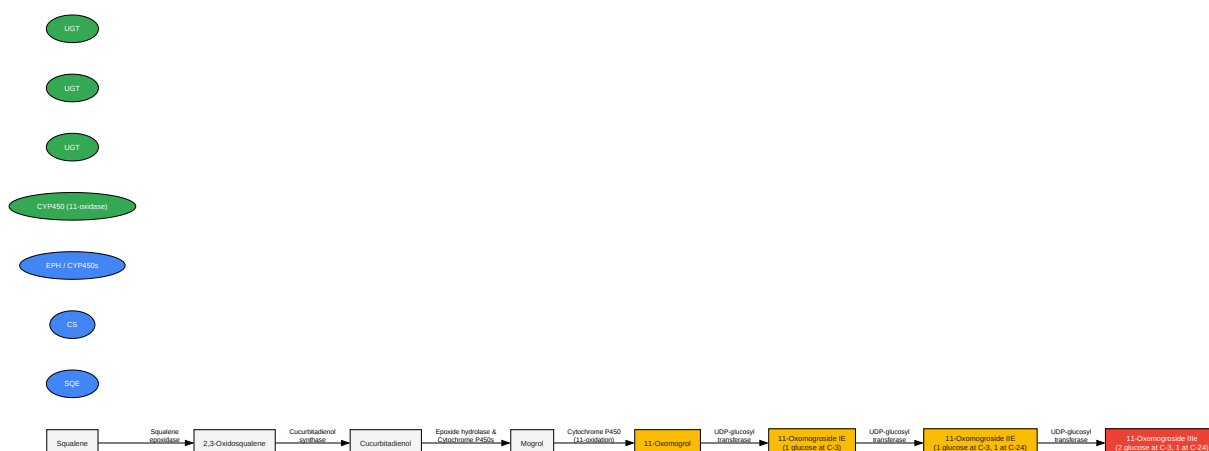 UGT
UGT
UGT
CYP450 (11-oxidase)
EPH / CYP450s
CS
SQE
Squalene
Squalene
epoxidase
2,3-Oxidosqualene
Cucurbitadienol
synthase
Cucurbitadienol
Epoxide hydrolase &
Cytochrome P450s
Mogrol
Cytochrome P450
(11-oxidation)
11-Oxomogrol
UDP-glucosyl
transferase
11-Oxomogroside IE
(1 glucose at C-3)
UDP-glucosyl
transferase
11-Oxomogroside IIE
(1 glucose at C-3, 1 at C-24)
UDP-glucosyl
transferase
11-Oxomogroside IIIe
(2 glucose at C-3, 1 at C-24)